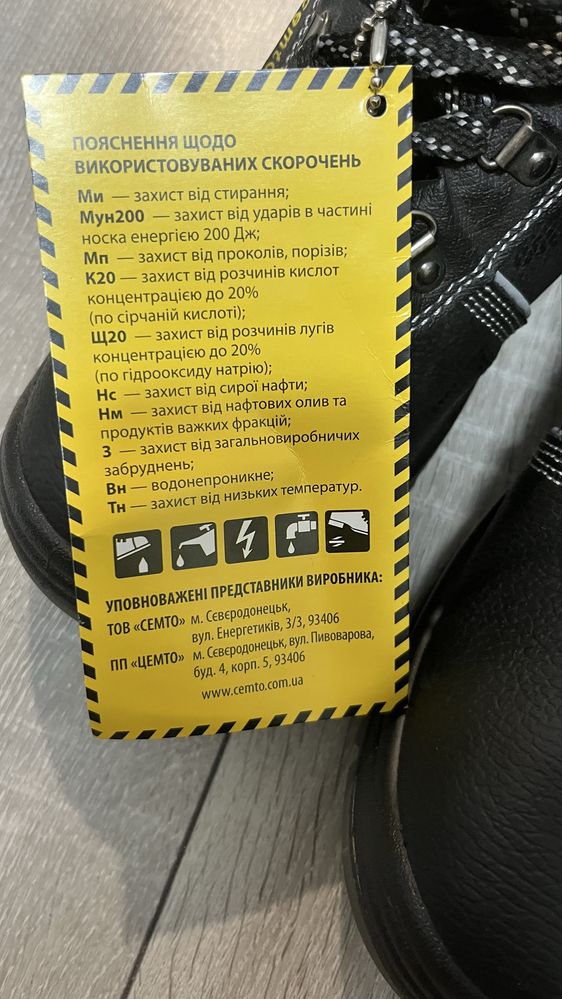 cemto
ПОЯСНЕННЯ ЩОДО
ВИКОРИСТОВУВАНИХ СКОРОЧЕНЬ
Ми — захист від стирання;
Мун200 — захист від ударів в частині
носка енергією 200 Дж;
Мп — захист від проколів, порізів;
К20 — захист від розчинів кислот
концентрацією до 20%
(по сірчаній кислоті);
Щ20 — захист від розчинів лугів
концентрацією до 20%
(по гідрооксиду натрію);
Нс — захист від сирої нафти;
Нм — захист від нафтових олив та
продуктів важких фракцій;
З — захист від загальновиробничих
забруднень;
Вн — водонепроникне;
Тн — захист від низьких температур.
УПОВНОВАЖЕНІ ПРЕДСТАВНИКИ ВИРОБНИКА:
ТОВ «СЕМТО» м. Сєвєродонецьк,
вул. Енергетиків, 3/3, 93406
ПП «ЦЕМТО» м. Сєвєродонецьк, вул. Пивоварова,
буд. 4, корп. 5, 93406
www.cemto.com.ua